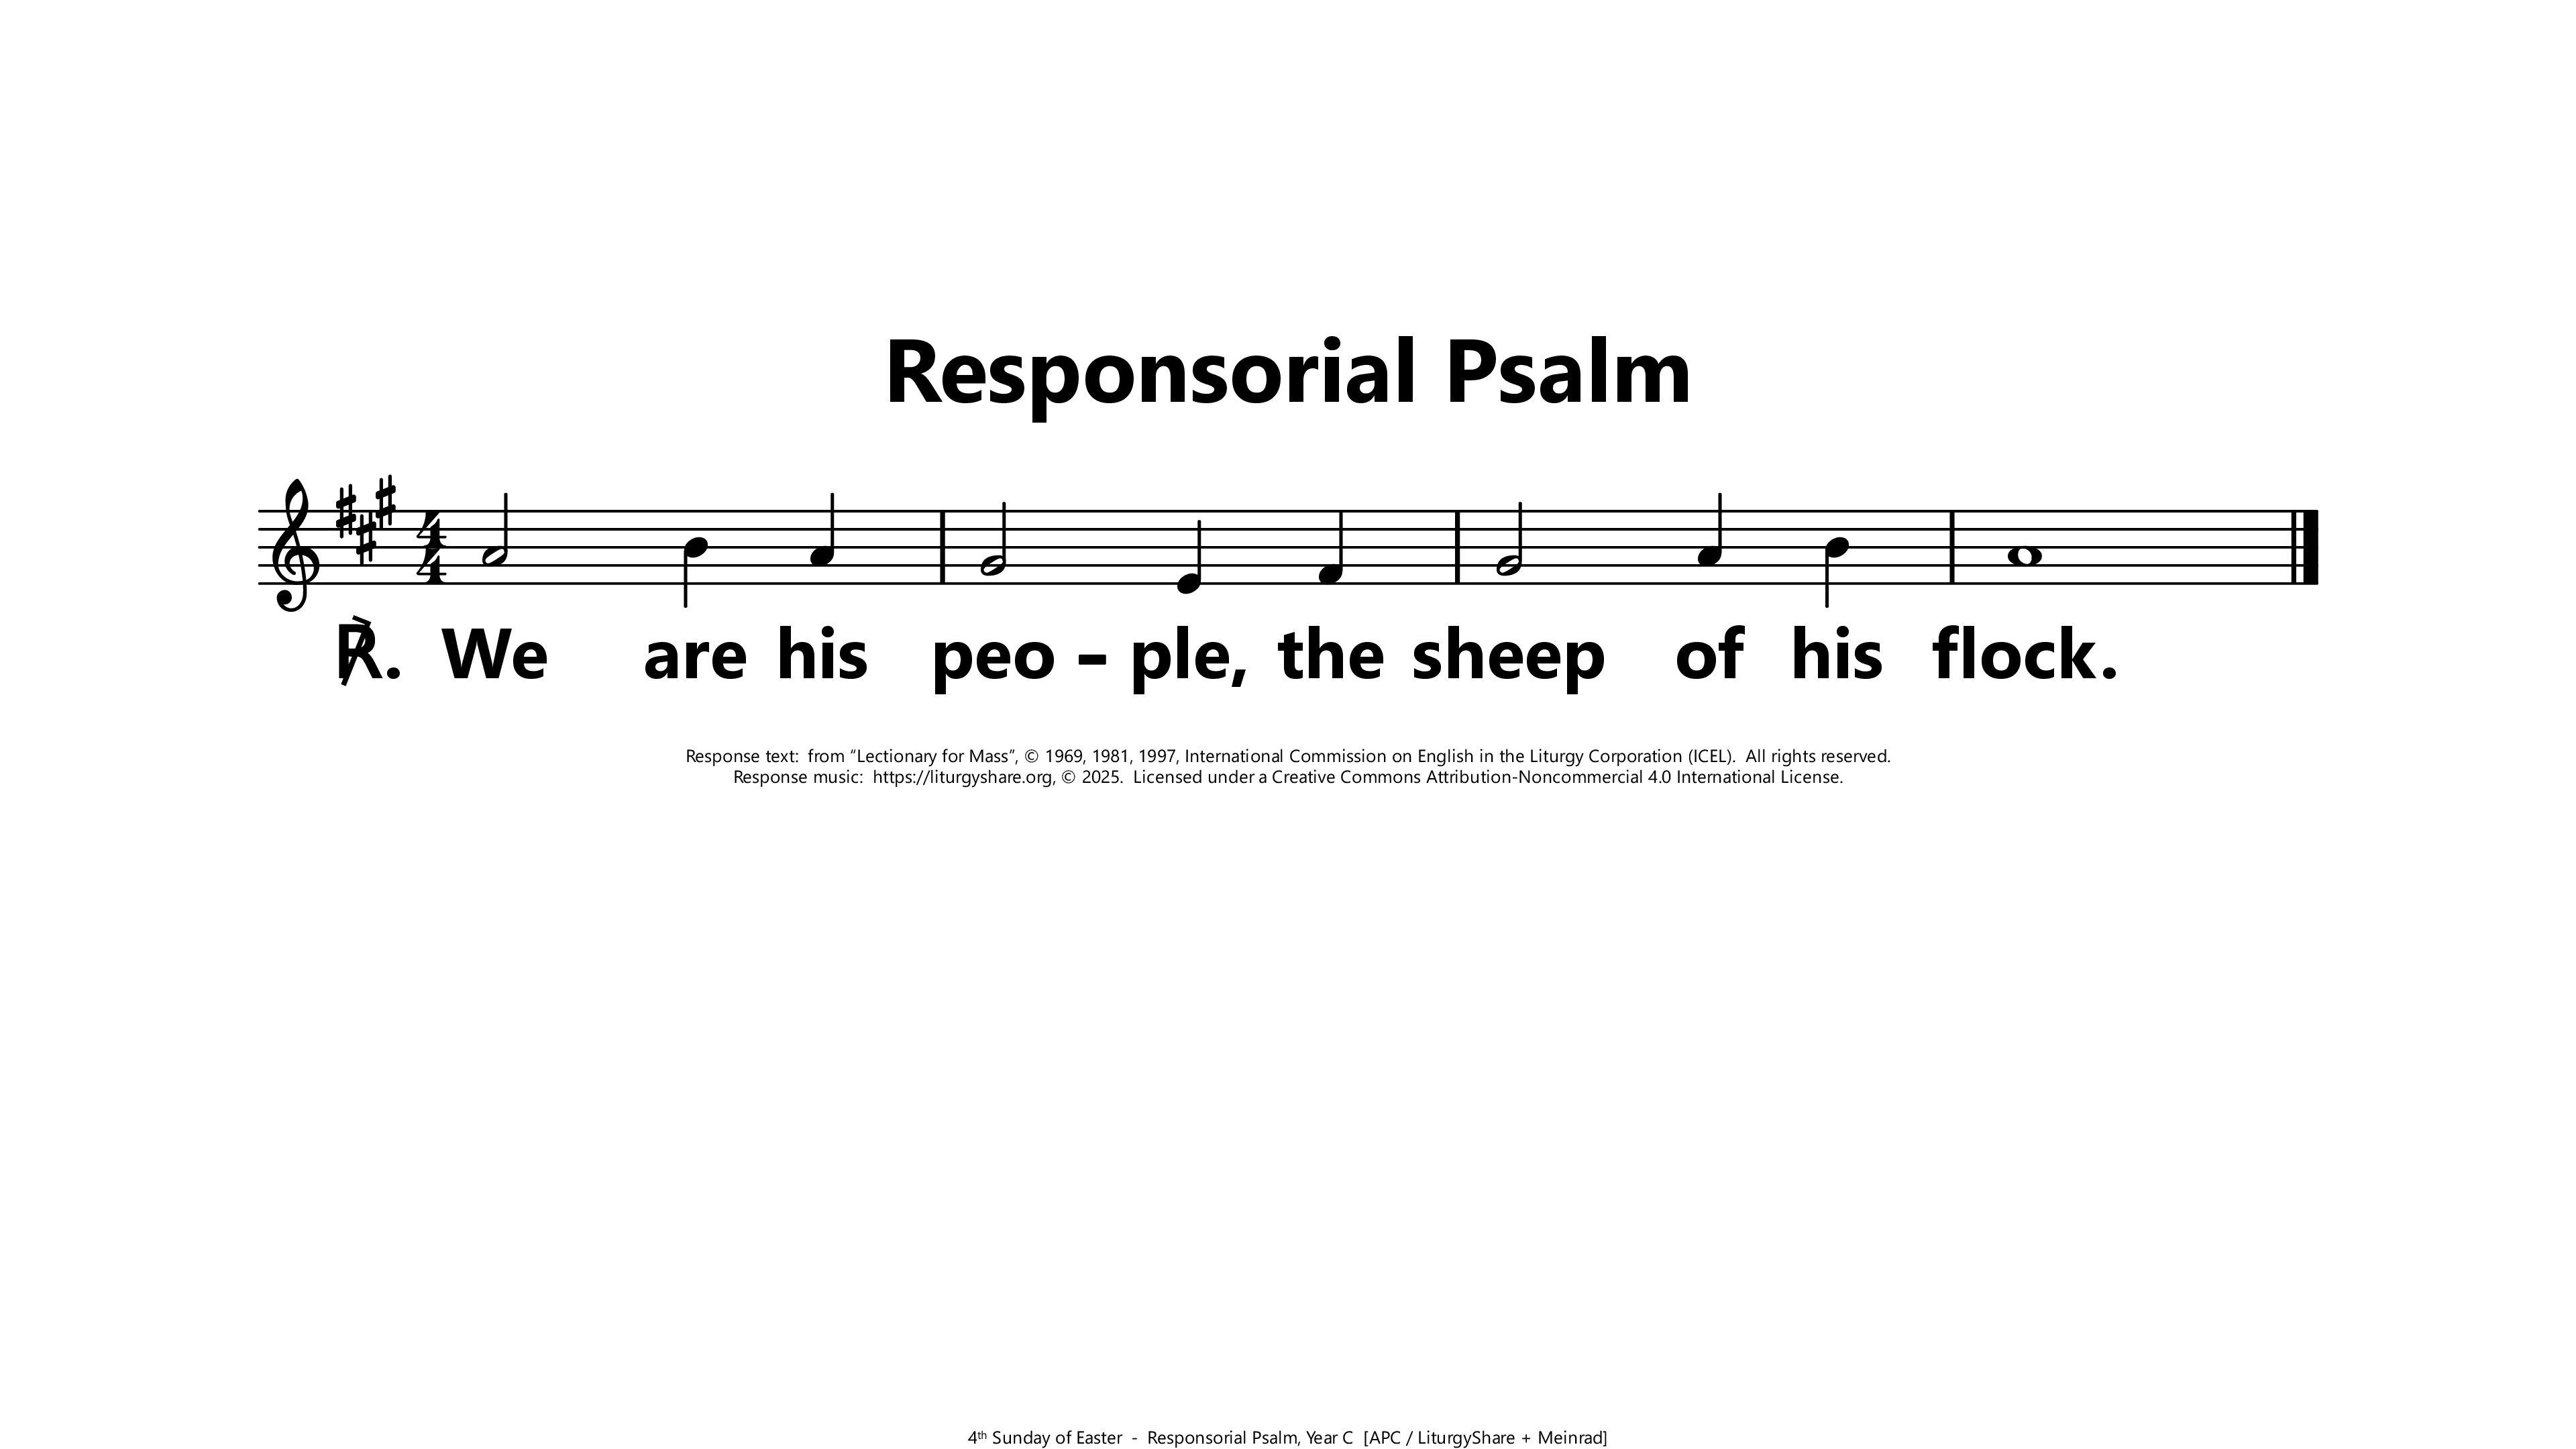 Responsorial Psalm
4
4
℟. We are his peo - ple, the sheep of his flock.
Response text: from “Lectionary for Mass”, © 1969, 1981, 1997, International Commission on English in the Liturgy Corporation (ICEL). All rights reserved.
Response music: https://liturgyshare.org, © 2025. Licensed under a Creative Commons Attribution-Noncommercial 4.0 International License.
4th Sunday of Easter - Responsorial Psalm, Year C [APC / LiturgyShare + Meinrad]